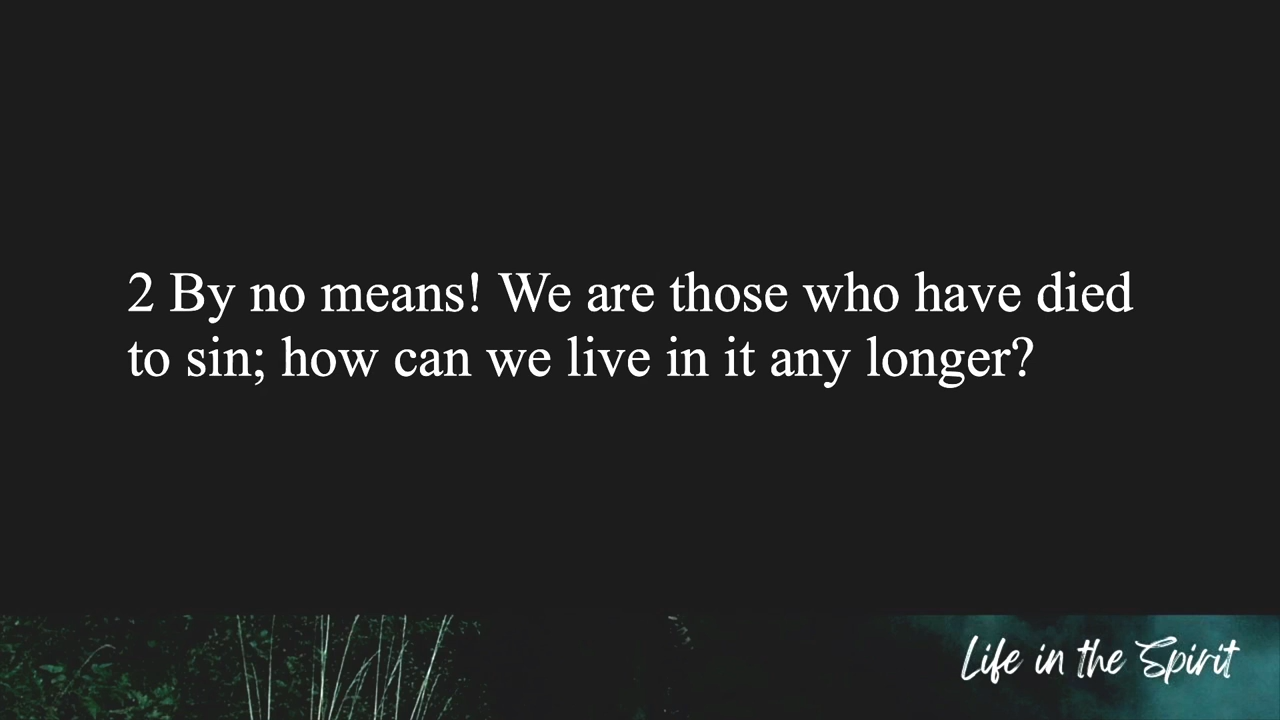 2 By no means! We are those who have died
to sin; how can we live in it any longer?
Life in the Spirit